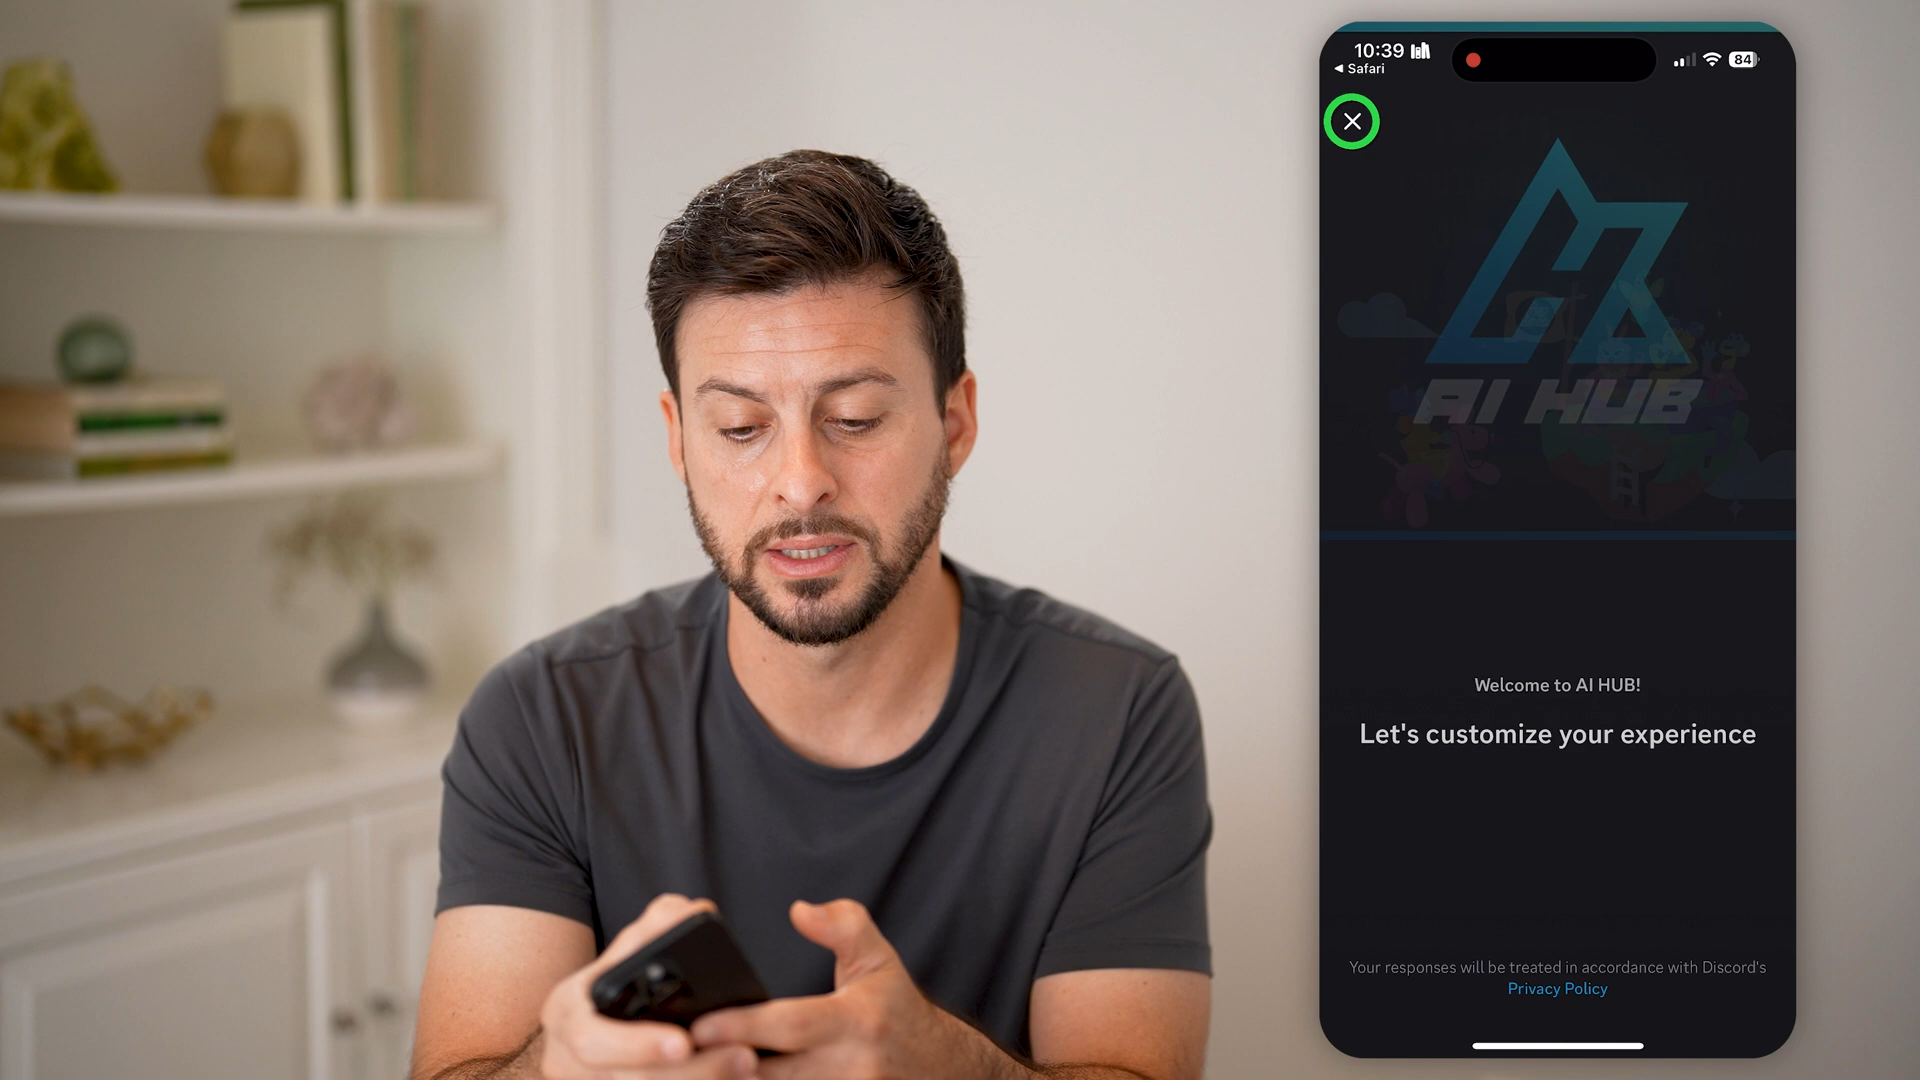 10:39
84
Safari
AI HUB
Welcome to AI HUB!
Let's customize your experience
Your responses will be treated in accordance with Discord's
Privacy Policy